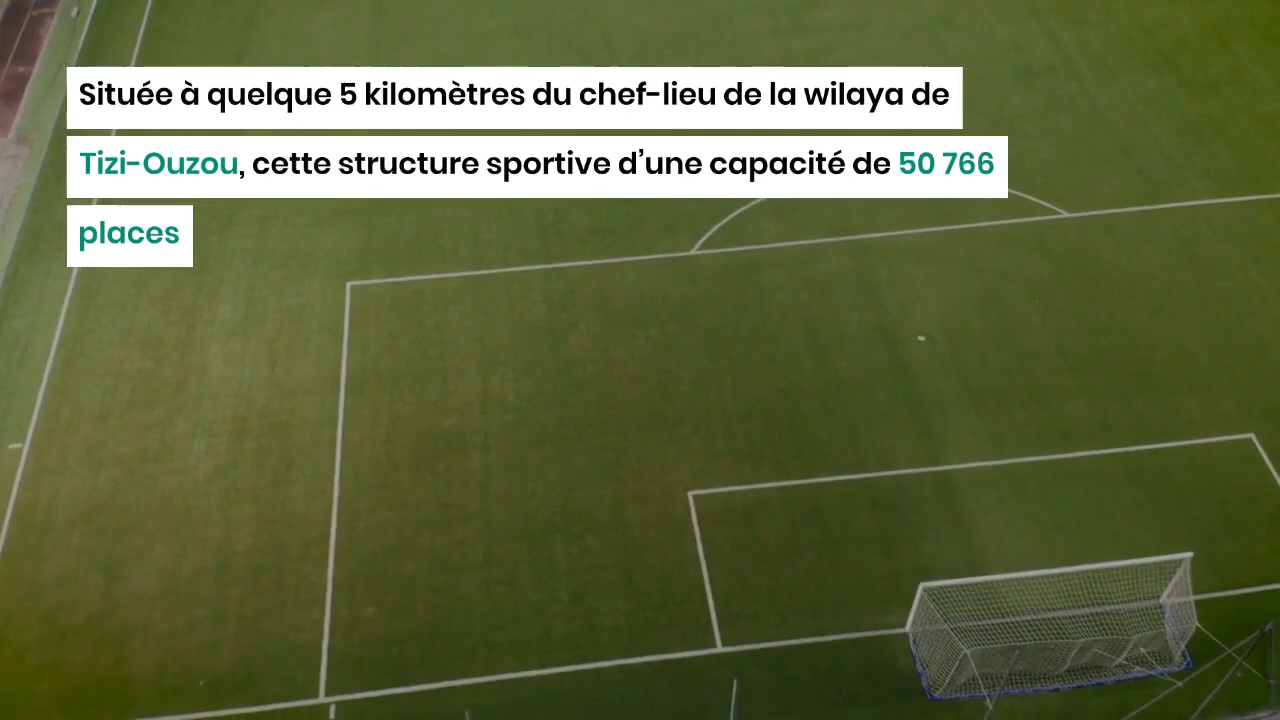 Située à quelque 5 kilomètres du chef-lieu de la wilaya de
Tizi-Ouzou, cette structure sportive d’une capacité de 50 766
places